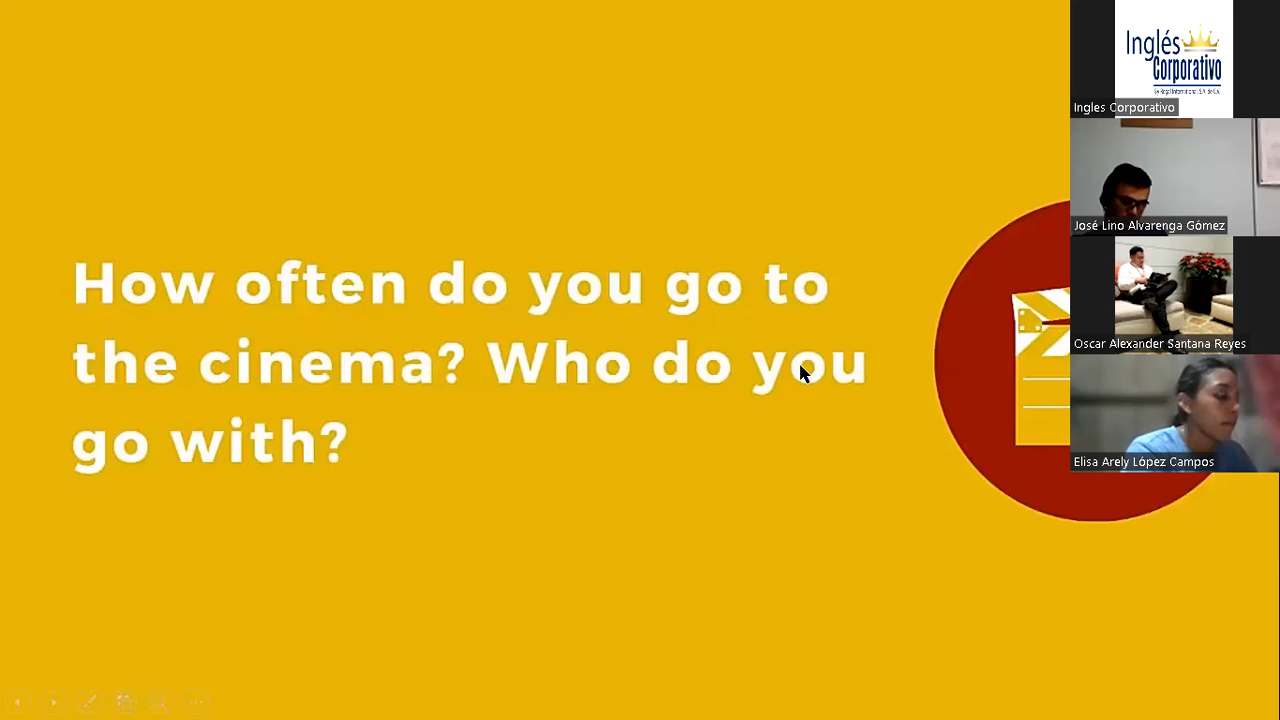 How often do you go to
the cinema? Who do you
go with?
Inglés
Corporativo
Ingles Corporativo
José Lino Alvarenga Gómez
Oscar Alexander Santana Reyes
Elisa Arely López Campos